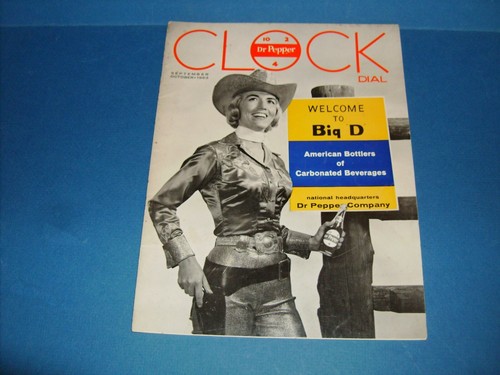 CLOCK
10 2
Dr Pepper
4
DIAL
SEPTEMBER
WELCOME
TO
Big D
American Bottlers
of
Carbonated Beverages
national headquarters
Dr Pepper Company